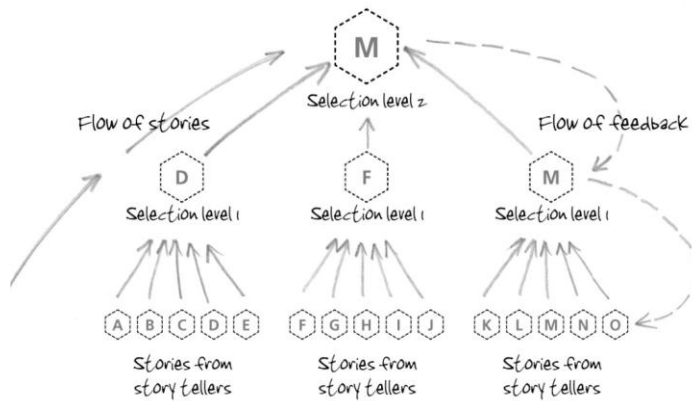 M
Selection level 2
Flow of stories
Flow of feedback
D
F
M
Selection level 1
Selection level 1
Selection level 1
A B C D E
F G H I J
K L M N O
Stories from
story tellers
Stories from
story tellers
Stories from
story tellers